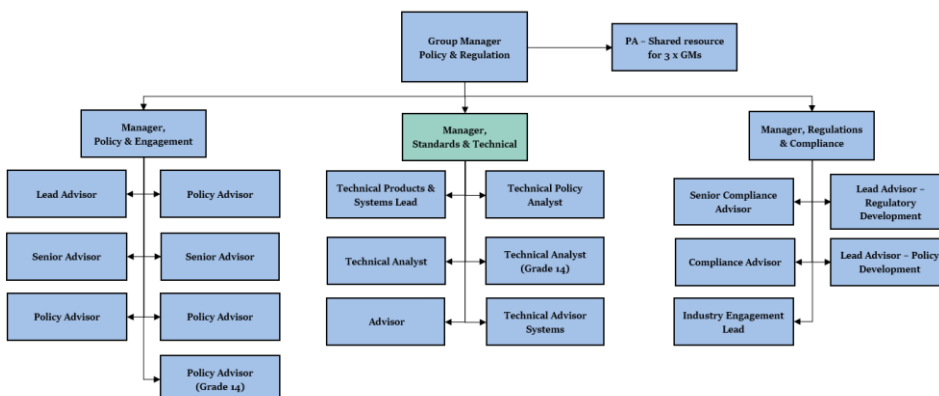 Group Manager
Policy & Regulation
PA – Shared resource
for 3 x GMs
Manager,
Policy & Engagement
Manager,
Standards & Technical
Manager, Regulations
& Compliance
Lead Advisor
Policy Advisor
Senior Advisor
Senior Advisor
Policy Advisor
Policy Advisor
Policy Advisor
(Grade 14)
Technical Products &
Systems Lead
Technical Policy
Analyst
Technical Analyst
Technical Analyst
(Grade 14)
Advisor
Technical Advisor
Systems
Senior Compliance
Advisor
Lead Advisor –
Regulatory
Development
Compliance Advisor
Lead Advisor – Policy
Development
Industry Engagement
Lead